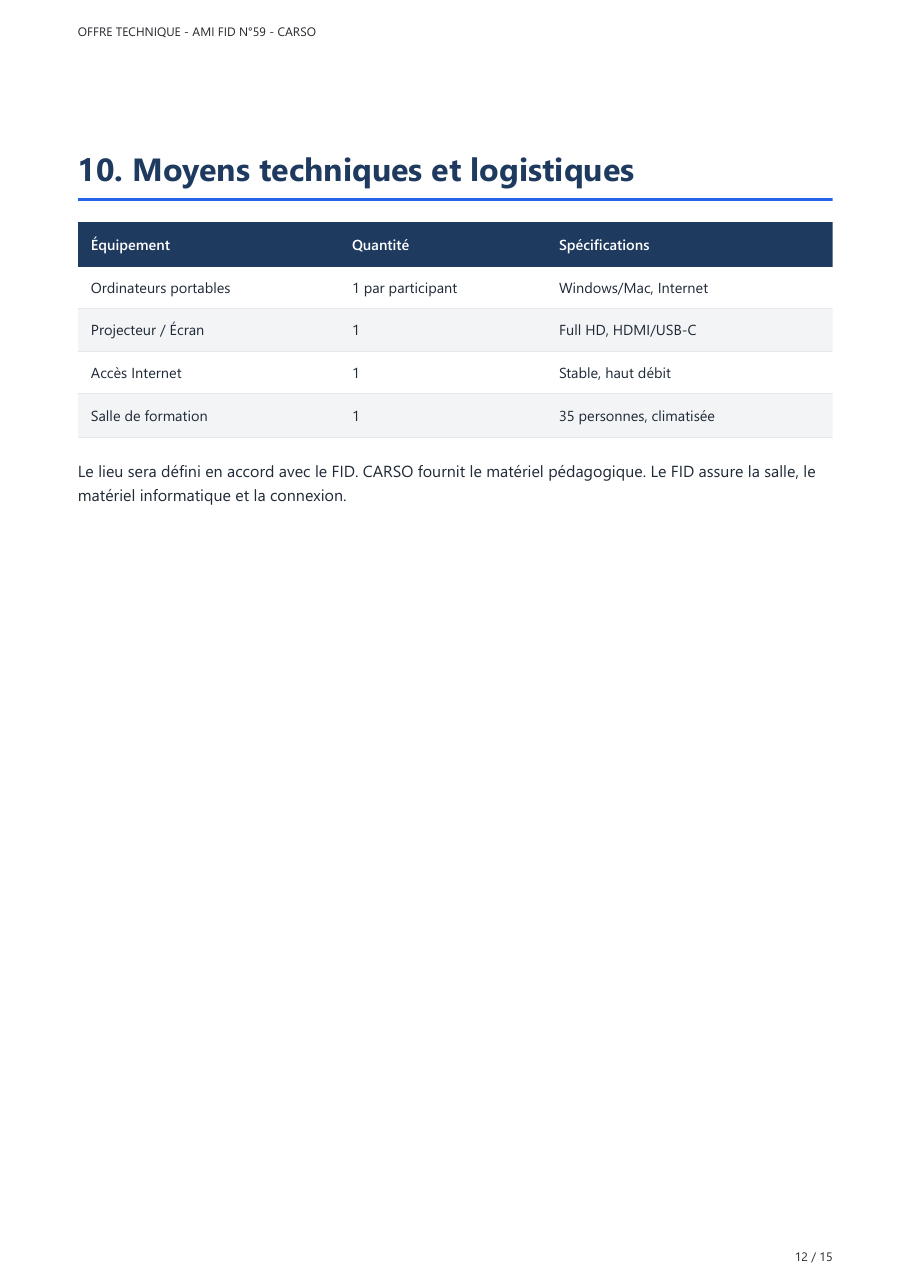 OFFRE TECHNIQUE - AMI FID N°59 - CARSO
10. Moyens techniques et logistiques
Équipement Quantité Spécifications
Ordinateurs portables 1 par participant Windows/Mac, Internet
Projecteur / Écran 1 Full HD, HDMI/USB-C
Accès Internet 1 Stable, haut débit
Salle de formation 1 35 personnes, climatisée
Le lieu sera défini en accord avec le FID. CARSO fournit le matériel pédagogique. Le FID assure la salle, le
matériel informatique et la connexion.
12 / 15